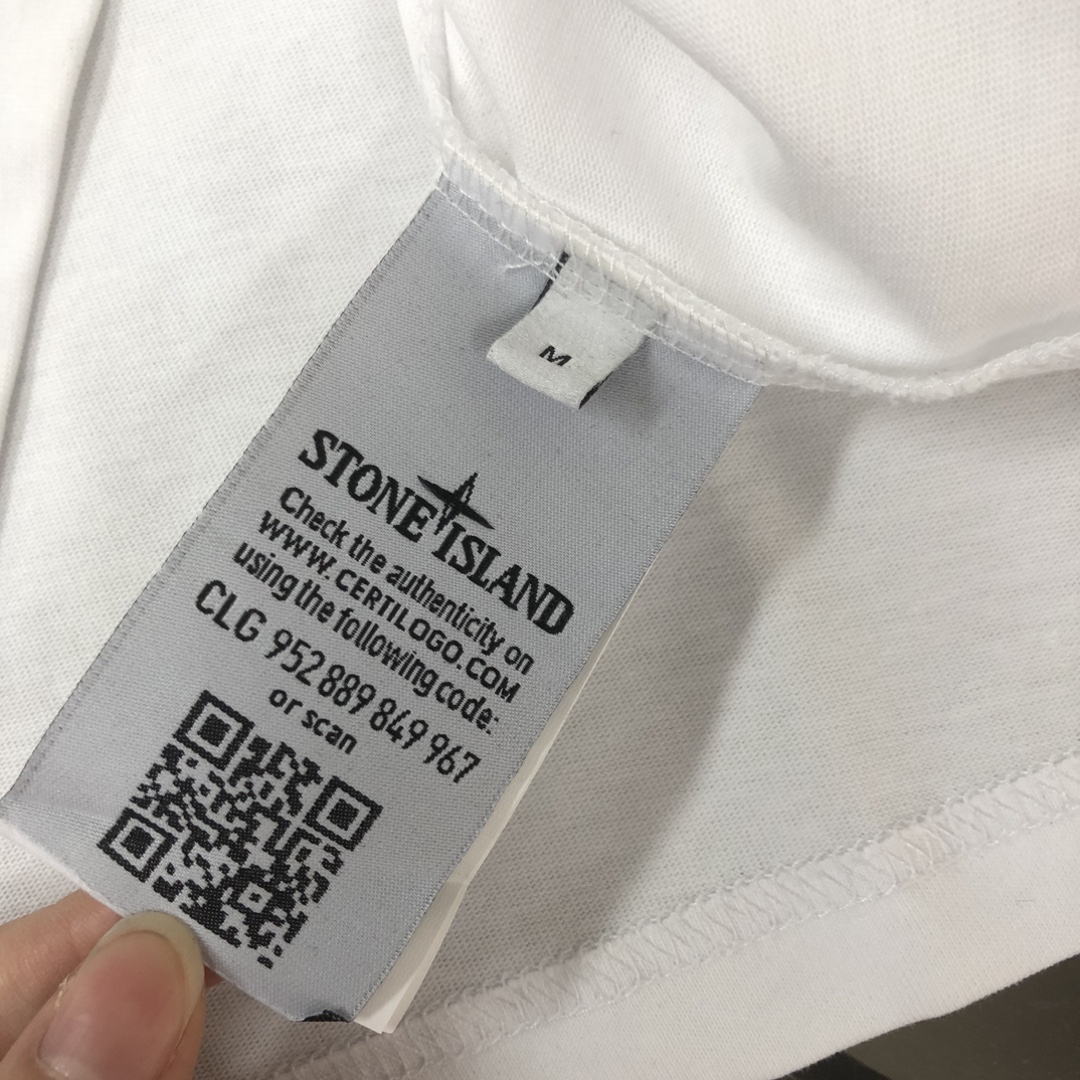 M
STONE ISLAND
Check the authenticity on
WWW.CERTILOGO.COM
using the following code:
CLG 952 889 849 967
or scan